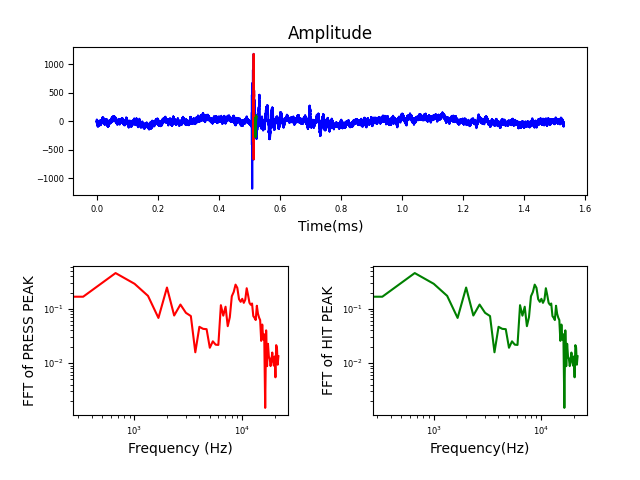 Amplitude
1000
500
0
−500
−1000
0.0 0.2 0.4 0.6 0.8 1.0 1.2 1.4 1.6
Time(ms)
FFT of PRESS PEAK
10⁻¹
10⁻²
10³ 10⁴
Frequency (Hz)
FFT of HIT PEAK
10⁻¹
10⁻²
10³ 10⁴
Frequency(Hz)